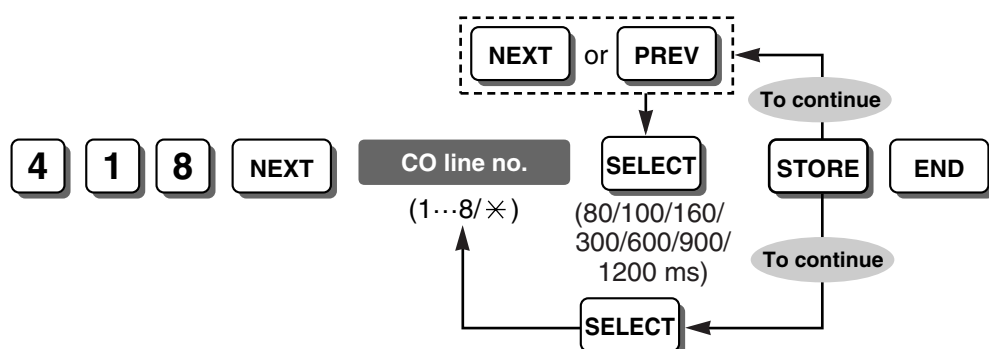 NEXT or PREV
To continue
4 1 8 NEXT CO line no. SELECT STORE END
(1···8/✳)
(80/100/160/
300/600/900/
1200 ms)
To continue
SELECT